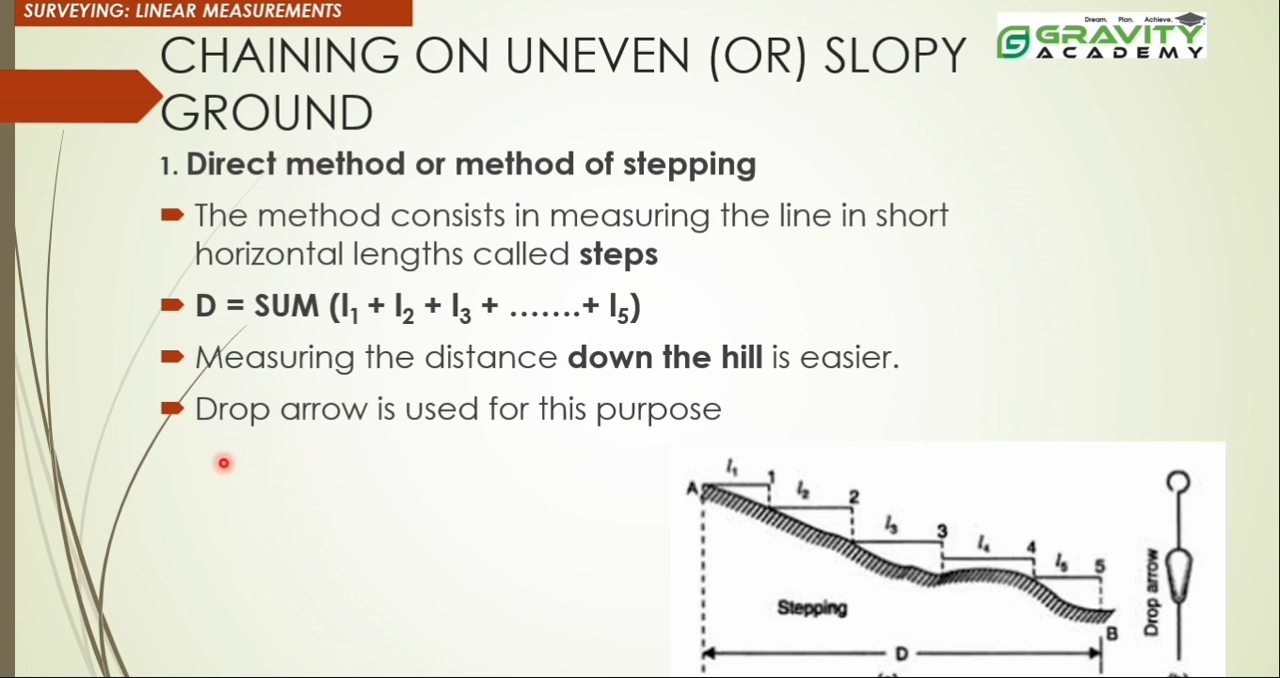 SURVEYING: LINEAR MEASUREMENTS
Dream. Plan. Achieve.
GRAVITY
ACADEMY
CHAINING ON UNEVEN (OR) SLOPY
GROUND
1. Direct method or method of stepping
The method consists in measuring the line in short
horizontal lengths called steps
D = SUM (l₁ + l₂ + l₃ + .......+ l₅)
Measuring the distance down the hill is easier.
Drop arrow is used for this purpose
A l₁ 1 l₂ 2 l₃ 3 l₄ 4 l₅ 5
Stepping
B
D
Drop arrow